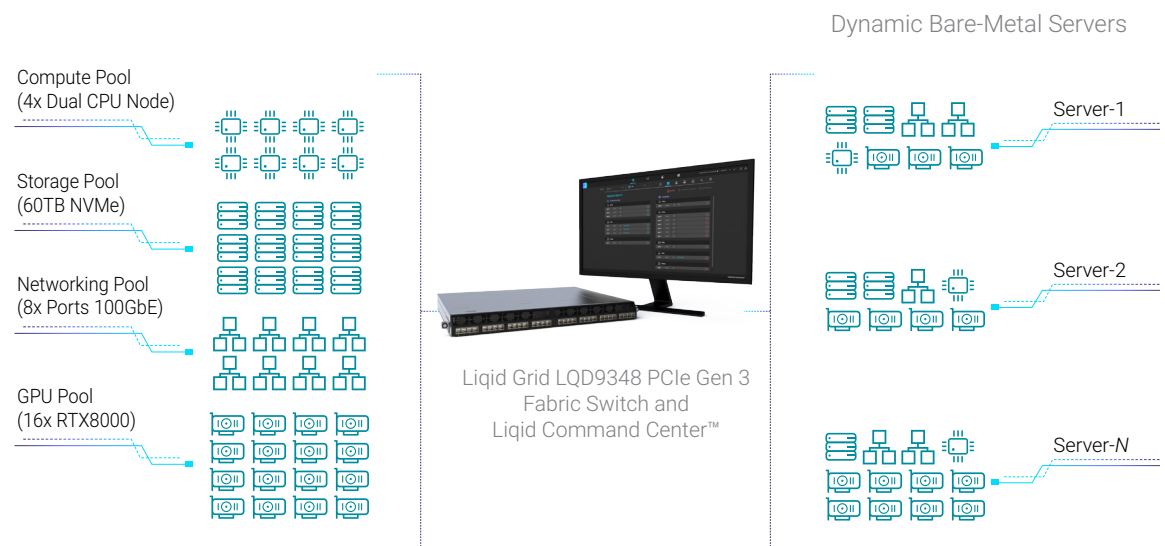 Dynamic Bare-Metal Servers
Compute Pool
(4x Dual CPU Node)
Storage Pool
(60TB NVMe)
Networking Pool
(8x Ports 100GbE)
GPU Pool
(16x RTX8000)
Liqid Grid LQD9348 PCIe Gen 3
Fabric Switch and
Liqid Command Center™
Server-1
Server-2
Server-N